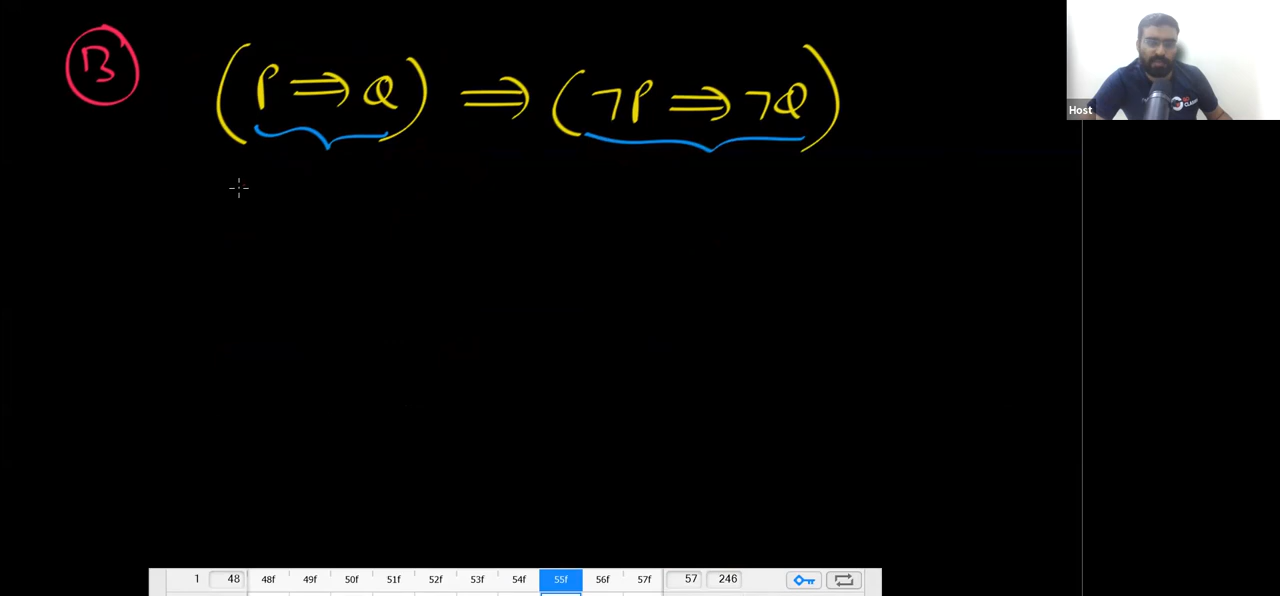 B (P ⇒ Q) ⇒ (¬P ⇒ ¬Q)
Host
1 48 48f 49f 50f 51f 52f 53f 54f 55f 56f 57f 57 246